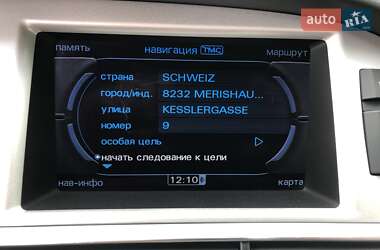 auto RIA.com
память
навигация TMC
маршрут
страна SCHWEIZ
город/инд. 8232 MERISHAU...
улица KESSLERGASSE
номер 9
особая цель
начать следование к цели
нав-инфо 12:10 карта